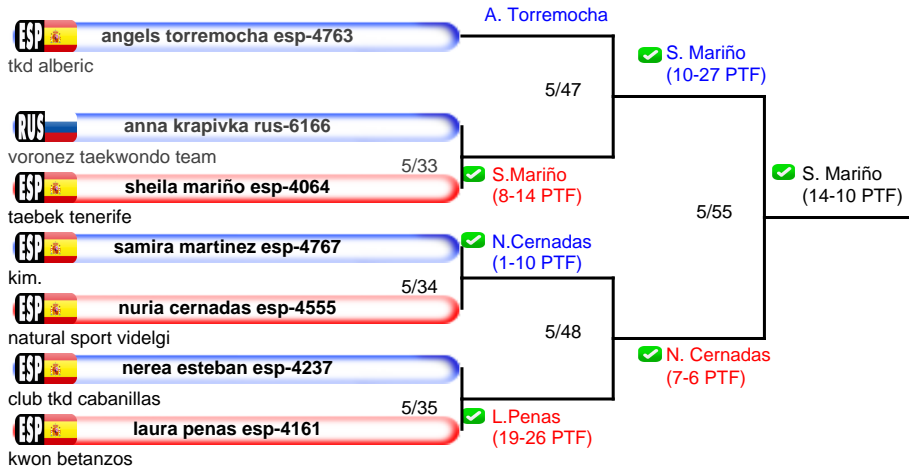 A. Torremocha
ESP angels torremocha esp-4763
tkd alberic
S. Mariño
(10-27 PTF)
5/47
RUS anna krapivka rus-6166
voronez taekwondo team
5/33
S.Mariño
(8-14 PTF)
ESP sheila mariño esp-4064
taebek tenerife
S. Mariño
(14-10 PTF)
5/55
ESP samira martinez esp-4767
kim.
N.Cernadas
(1-10 PTF)
5/34
ESP nuria cernadas esp-4555
natural sport videlgi
5/48
N. Cernadas
(7-6 PTF)
ESP nerea esteban esp-4237
club tkd cabanillas
5/35
L.Penas
(19-26 PTF)
ESP laura penas esp-4161
kwon betanzos